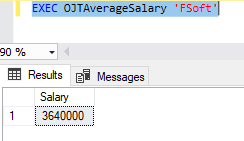 EXEC OJTAverageSalary 'FSoft'
90 %
Results Messages
Salary
1 3640000